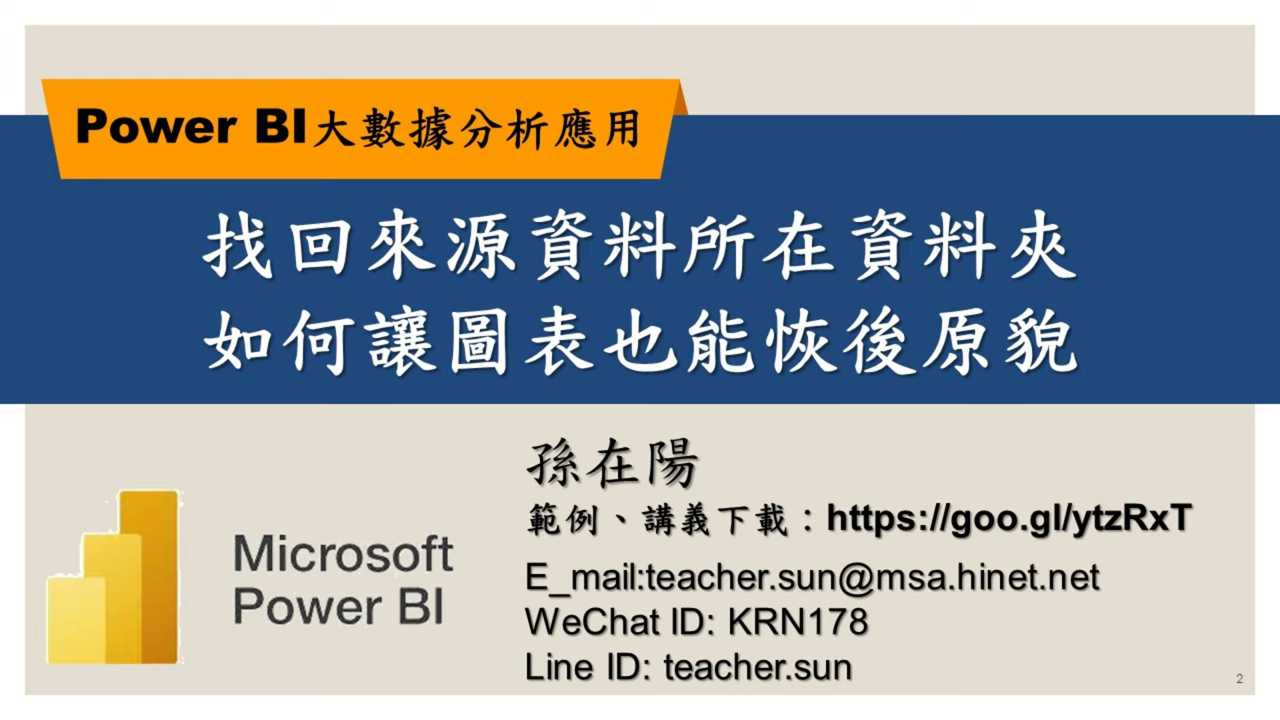 Power BI大數據分析應用
找回來源資料所在資料夾
如何讓圖表也能恢後原貌
孫在陽
範例、講義下載：https://goo.gl/ytzRxT
Microsoft
Power BI
E_mail:teacher.sun@msa.hinet.net
WeChat ID: KRN178
Line ID: teacher.sun
2